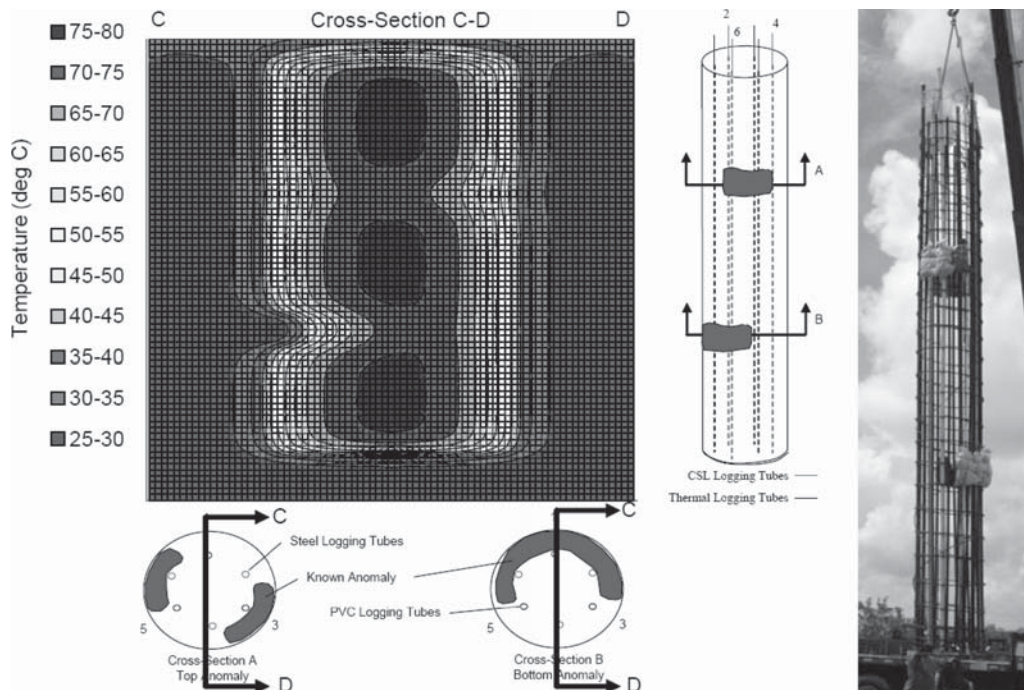 C
Cross-Section C-D
D
75-80
70-75
65-70
60-65
55-60
50-55
45-50
40-45
35-40
30-35
25-30
Temperature (deg C)
2
6
4
A
B
CSL Logging Tubes
Thermal Logging Tubes
C
Steel Logging Tubes
Known Anomaly
PVC Logging Tubes
5
3
Cross-Section A
Top Anomaly
D
C
5
3
Cross-Section B
Bottom Anomaly
D